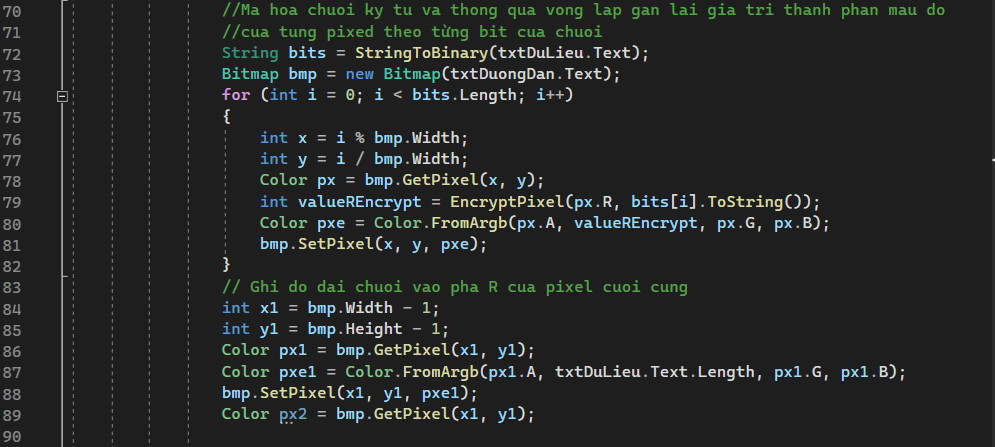 70 //Ma hoa chuoi ky tu va thong qua vong lap gan lai gia tri thanh phan mau do
71 //cua tung pixed theo từng bit cua chuoi
72 String bits = StringToBinary(txtDuLieu.Text);
73 Bitmap bmp = new Bitmap(txtDuongDan.Text);
74 for (int i = 0; i < bits.Length; i++)
75 {
76 int x = i % bmp.Width;
77 int y = i / bmp.Width;
78 Color px = bmp.GetPixel(x, y);
79 int valueREncrypt = EncryptPixel(px.R, bits[i].ToString());
80 Color pxe = Color.FromArgb(px.A, valueREncrypt, px.G, px.B);
81 bmp.SetPixel(x, y, pxe);
82 }
83 // Ghi do dai chuoi vao pha R cua pixel cuoi cung
84 int x1 = bmp.Width - 1;
85 int y1 = bmp.Height - 1;
86 Color px1 = bmp.GetPixel(x1, y1);
87 Color pxe1 = Color.FromArgb(px1.A, txtDuLieu.Text.Length, px1.G, px1.B);
88 bmp.SetPixel(x1, y1, pxe1);
89 Color px2 = bmp.GetPixel(x1, y1);
90